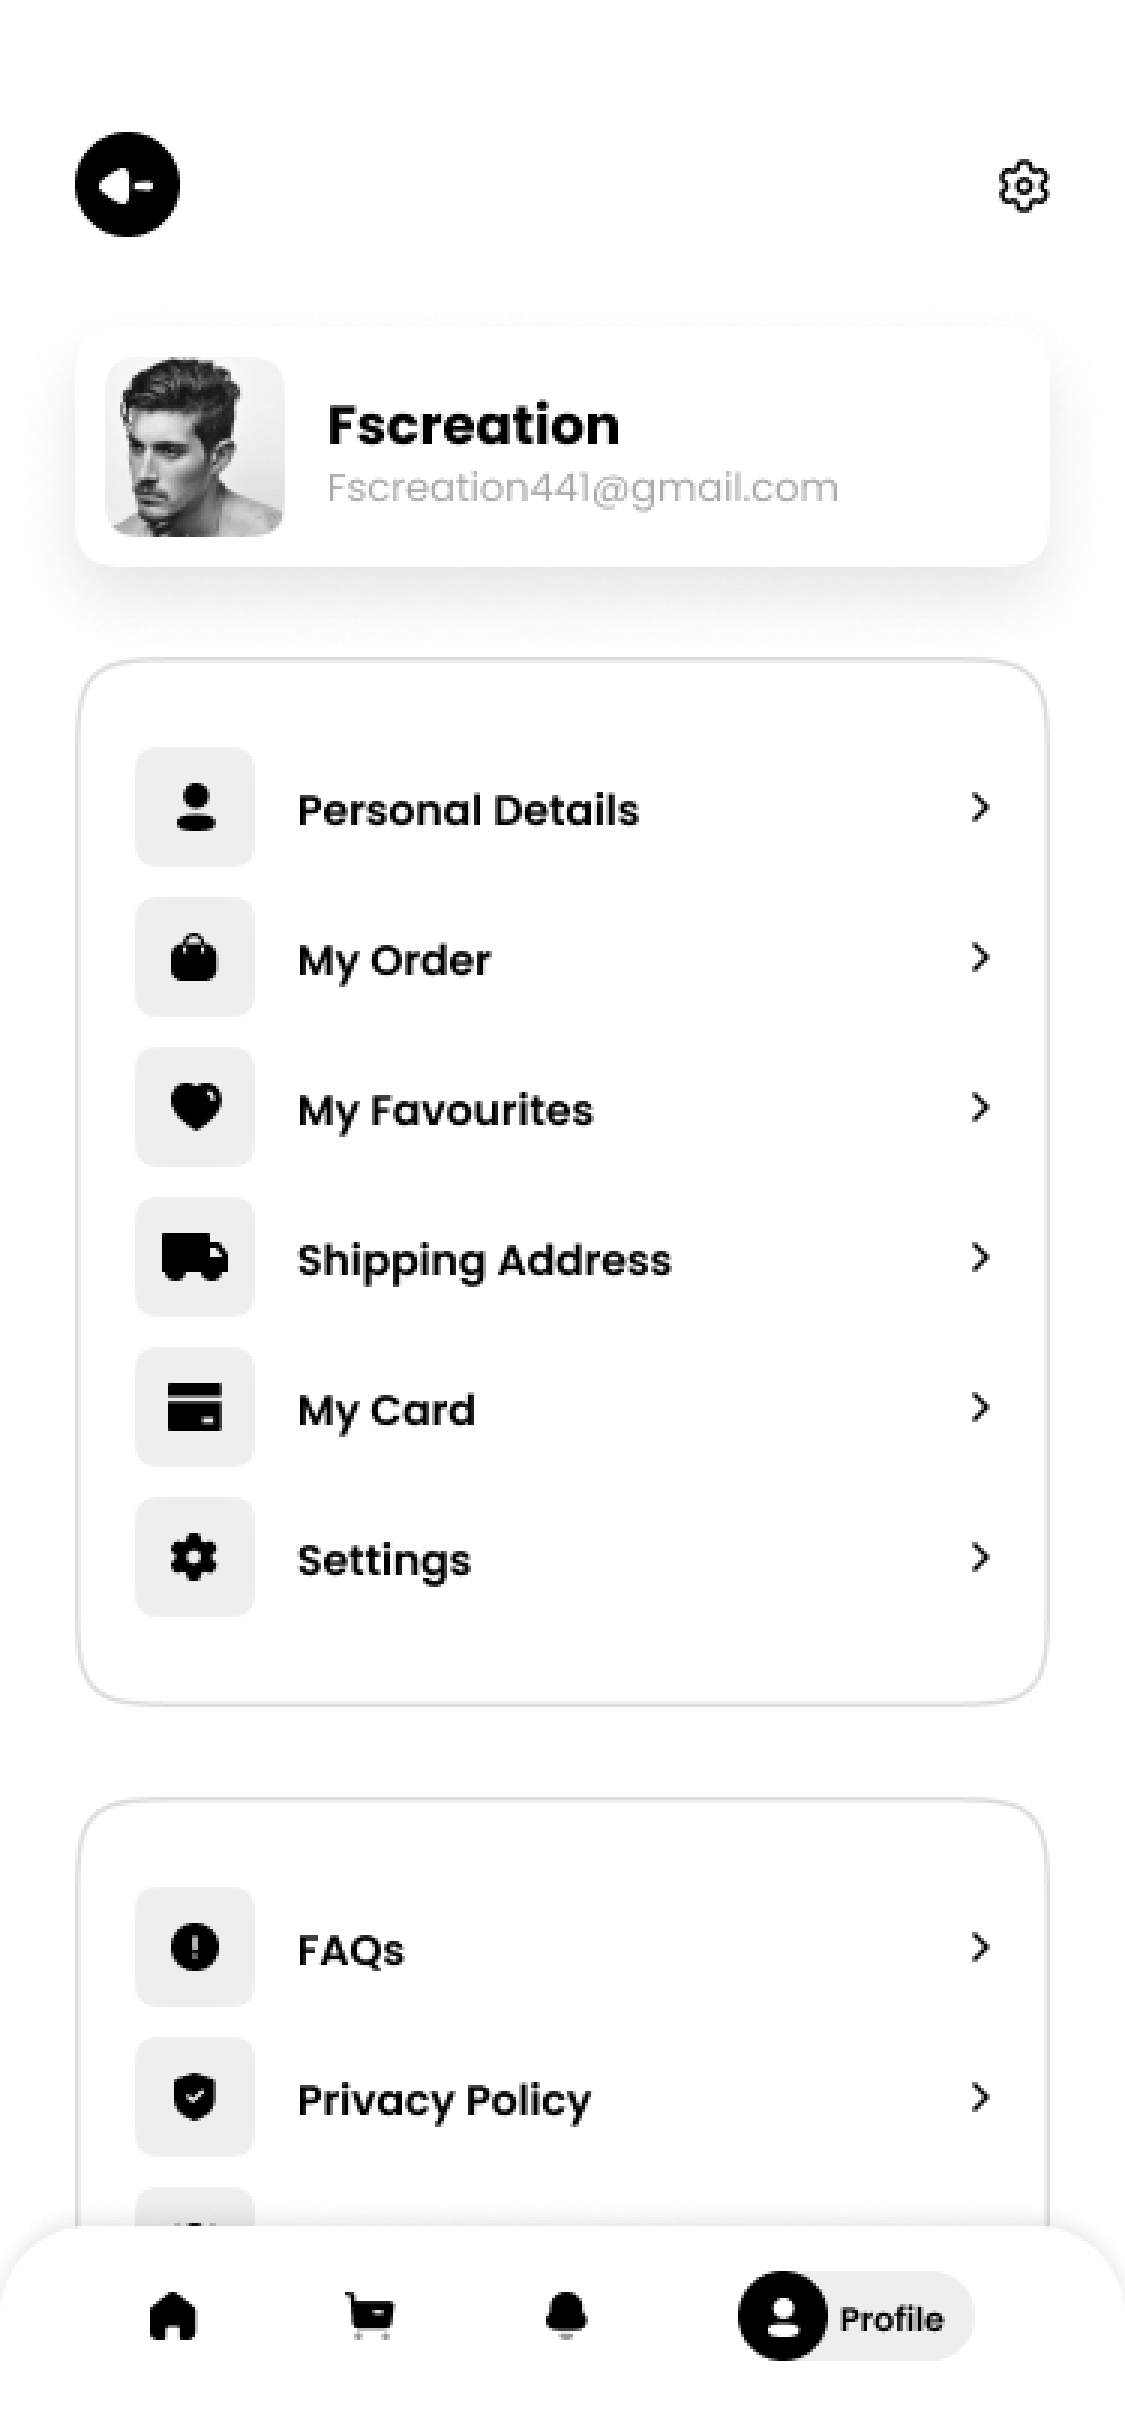 Fscreation
Fscreation441@gmail.com
Personal Details
My Order
My Favourites
Shipping Address
My Card
Settings
FAQs
Privacy Policy
Profile